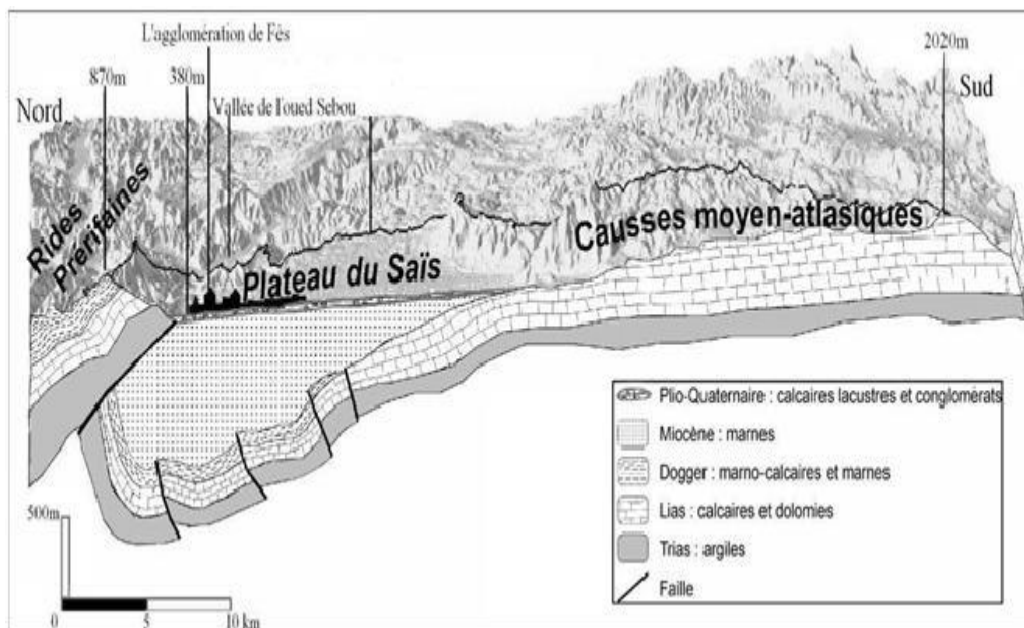 L'agglomération de Fès
870m
380m
2020m
Nord
Vallée de l'oued Sebou
Sud
Rides
Prerifaines
Plateau du Saïs
Causses moyen-atlasiques
Plio-Quaternaire : calcaires lacustres et conglomérats
Miocène : marnes
Dogger : marno-calcaires et marnes
Lias : calcaires et dolomies
Trias : argiles
Faille
500m
0
5
10 km